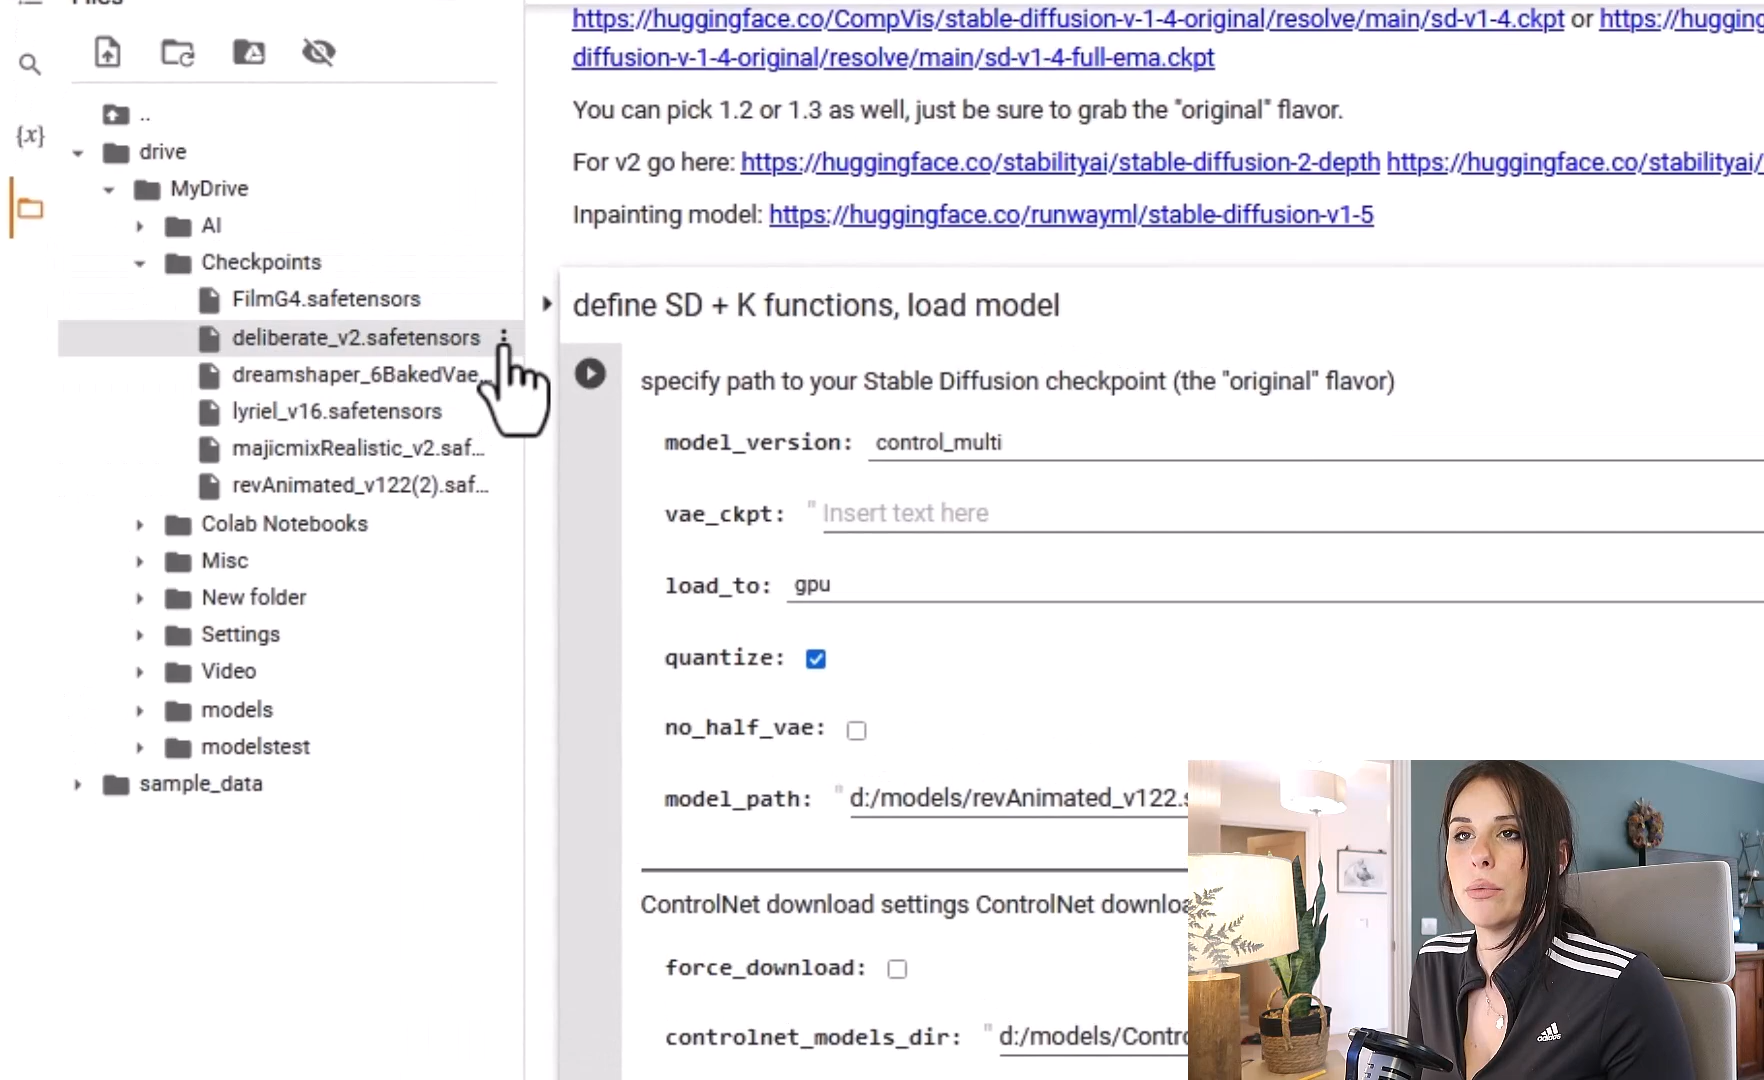 ..
drive
MyDrive
AI
Checkpoints
FilmG4.safetensors
deliberate_v2.safetensors
dreamshaper_6BakedVae...
lyriel_v16.safetensors
majicmixRealistic_v2.saf...
revAnimated_v122(2).saf...
Colab Notebooks
Misc
New folder
Settings
Video
models
modelstest
sample_data
{x}
https://huggingface.co/CompVis/stable-diffusion-v-1-4-original/resolve/main/sd-v1-4.ckpt or https://hugging
diffusion-v-1-4-original/resolve/main/sd-v1-4-full-ema.ckpt
You can pick 1.2 or 1.3 as well, just be sure to grab the "original" flavor.
For v2 go here: https://huggingface.co/stabilityai/stable-diffusion-2-depth https://huggingface.co/stabilityai/
Inpainting model: https://huggingface.co/runwayml/stable-diffusion-v1-5
define SD + K functions, load model
specify path to your Stable Diffusion checkpoint (the "original" flavor)
model_version: control_multi
vae_ckpt: " Insert text here
load_to: gpu
quantize:
no_half_vae:
model_path: " d:/models/revAnimated_v122.s
ControlNet download settings ControlNet downloa
force_download:
controlnet_models_dir: " d:/models/Contro
adidas